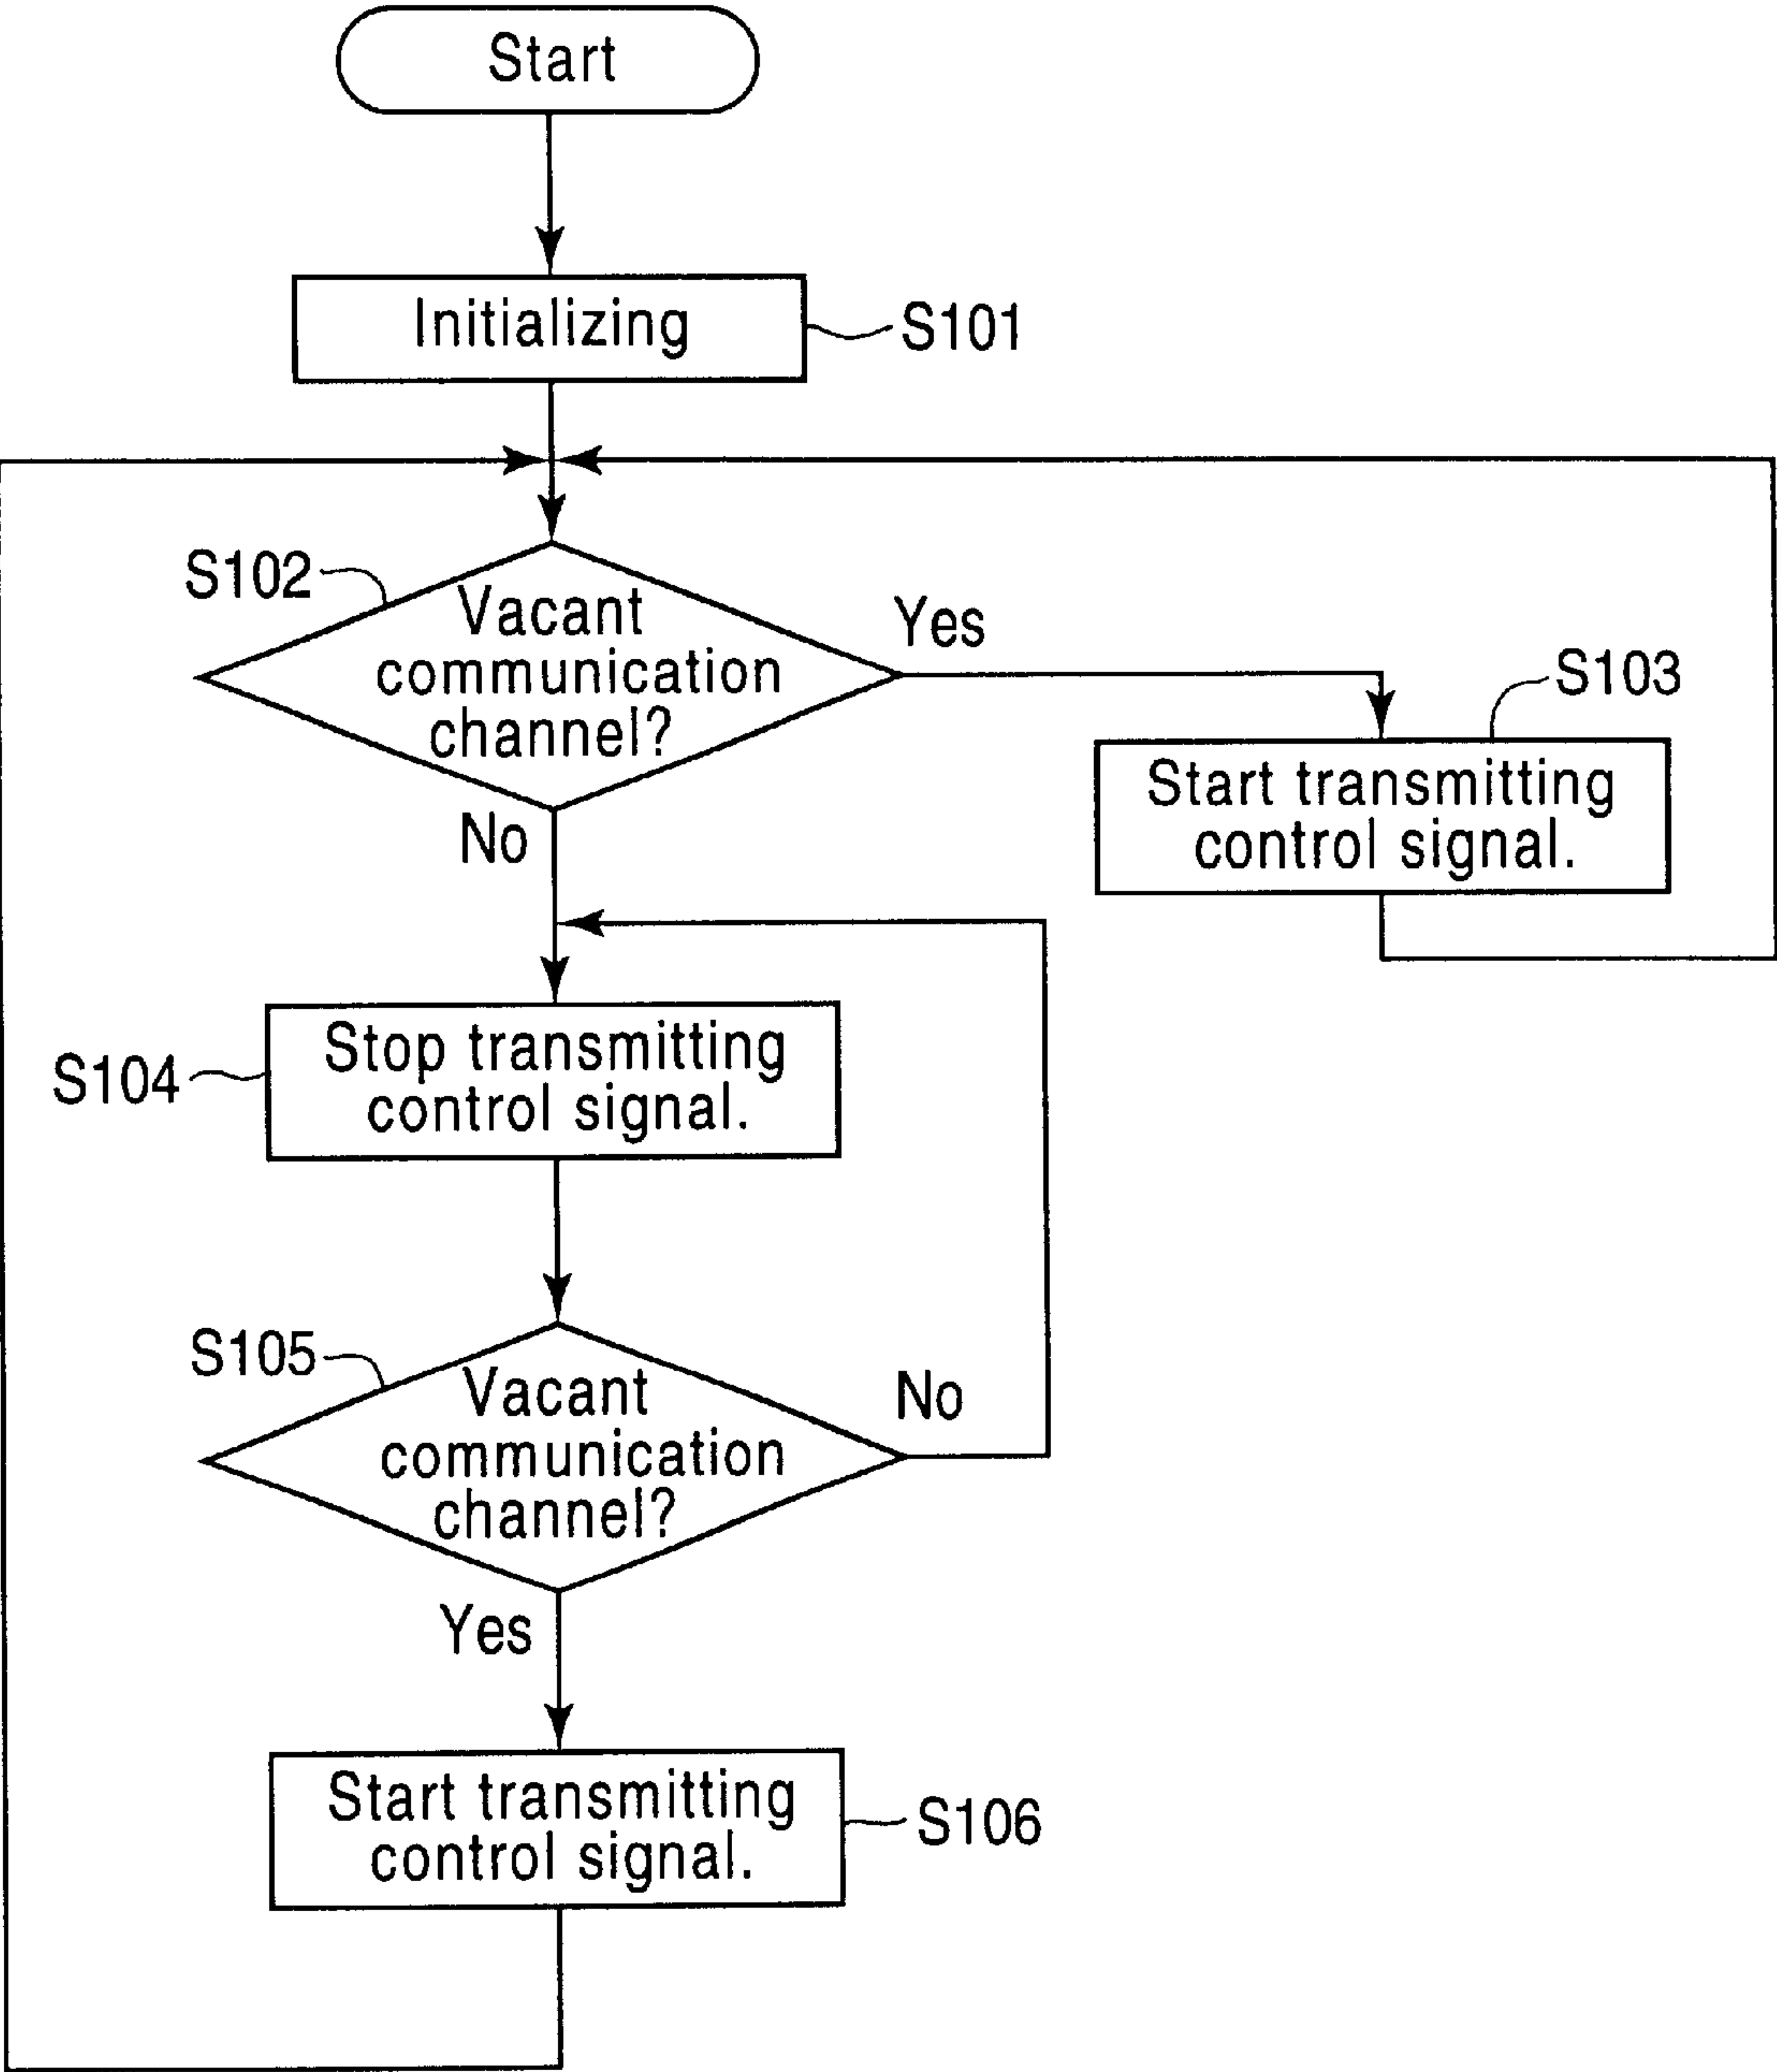 Start
Initializing
S101
S102
Vacant
communication
channel?
Yes
No
S103
Start transmitting
control signal.
S104
Stop transmitting
control signal.
S105
Vacant
communication
channel?
No
Yes
Start transmitting
control signal.
S106